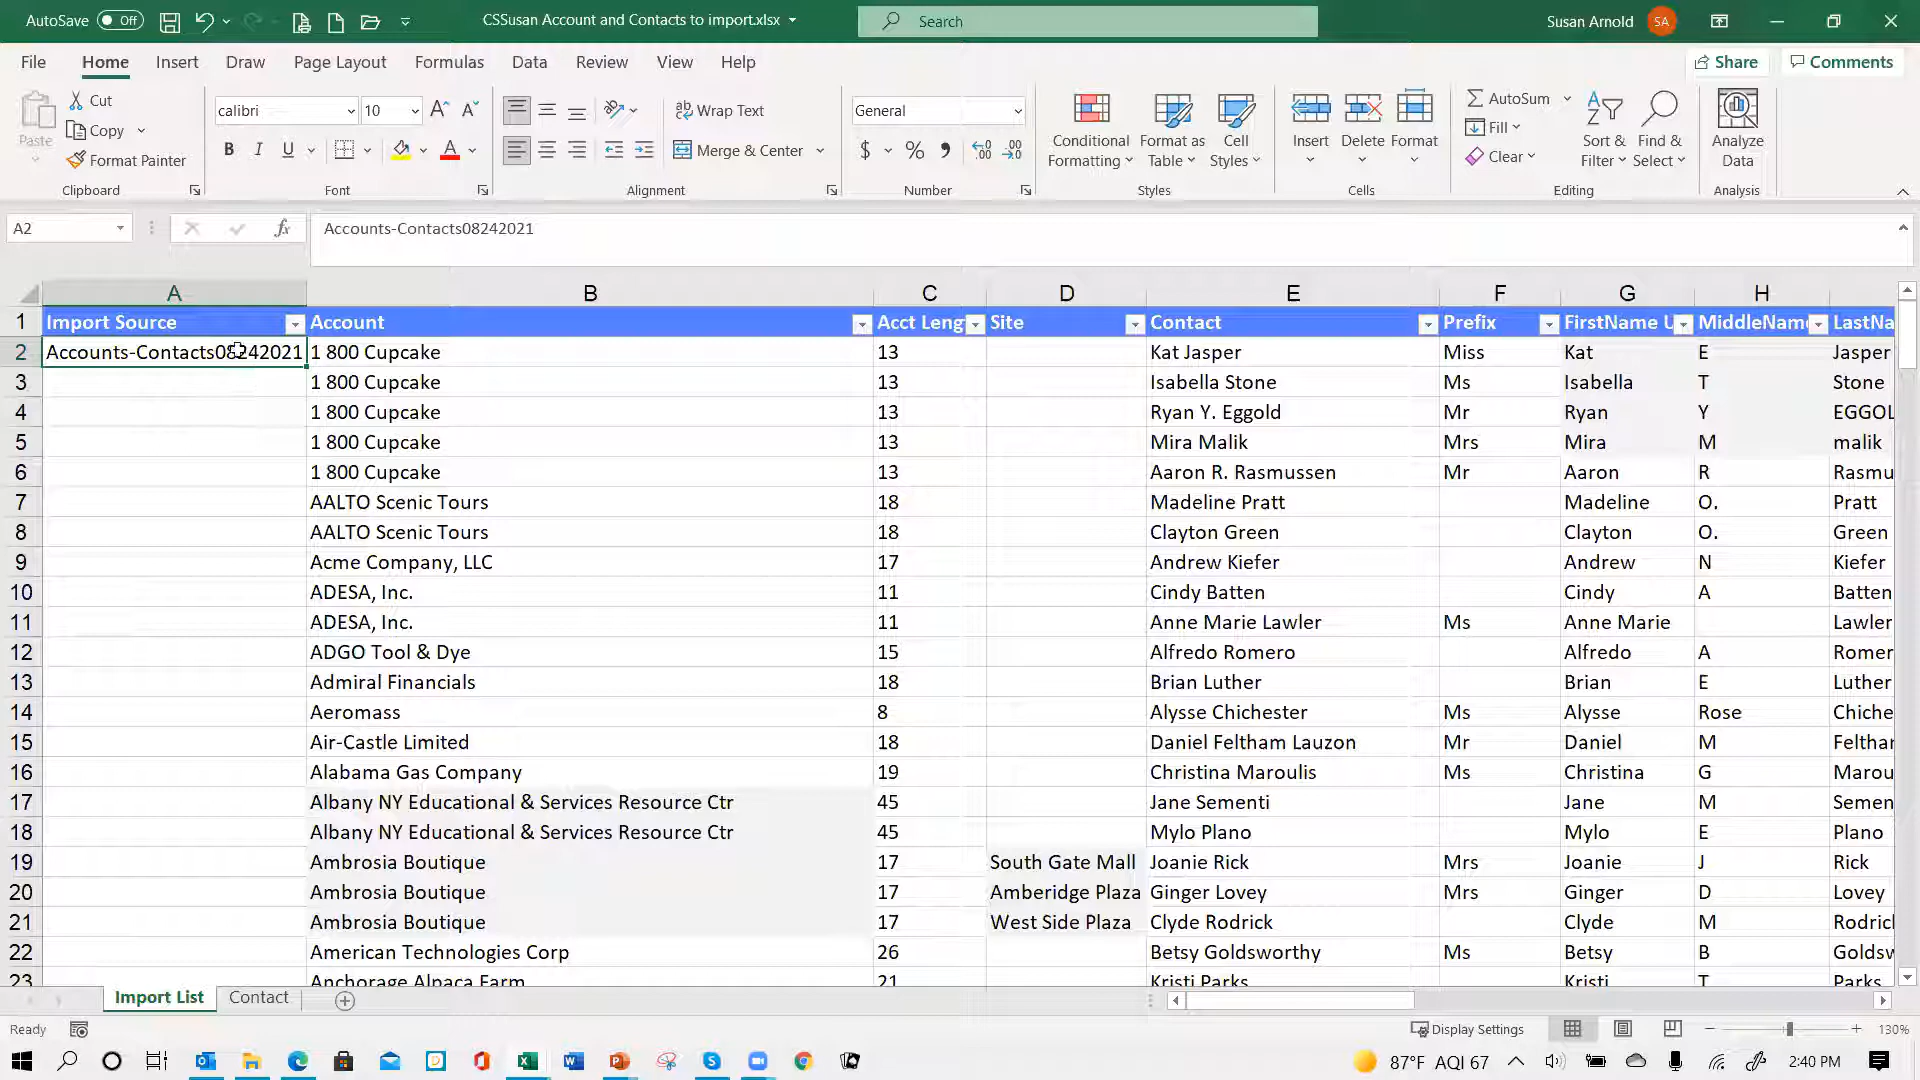 AutoSave Off CSSusan Account and Contacts to import.xlsx Search Susan Arnold SA
File Home Insert Draw Page Layout Formulas Data Review View Help Share Comments
Paste Cut Copy Format Painter Clipboard
calibri 10 B I U A Font
ab Wrap Text Merge & Center Alignment
General $ % , Number
Conditional Formatting Format as Table Cell Styles Styles
Insert Delete Format Cells
AutoSum Fill Clear Sort & Filter Find & Select Editing
Analyze Data Analysis
A2 fx Accounts-Contacts08242021
A B C D E F G H
1 Import Source Account Acct Leng Site Contact Prefix FirstName U MiddleName LastNa
2 Accounts-Contacts08242021 1 800 Cupcake 13 Kat Jasper Miss Kat E Jasper
3 1 800 Cupcake 13 Isabella Stone Ms Isabella T Stone
4 1 800 Cupcake 13 Ryan Y. Eggold Mr Ryan Y EGGOL
5 1 800 Cupcake 13 Mira Malik Mrs Mira M malik
6 1 800 Cupcake 13 Aaron R. Rasmussen Mr Aaron R Rasmu
7 AALTO Scenic Tours 18 Madeline Pratt Madeline O. Pratt
8 AALTO Scenic Tours 18 Clayton Green Clayton O. Green
9 Acme Company, LLC 17 Andrew Kiefer Andrew N Kiefer
10 ADESA, Inc. 11 Cindy Batten Cindy A Batten
11 ADESA, Inc. 11 Anne Marie Lawler Ms Anne Marie Lawler
12 ADGO Tool & Dye 15 Alfredo Romero Alfredo A Romer
13 Admiral Financials 18 Brian Luther Brian E Luther
14 Aeromass 8 Alysse Chichester Ms Alysse Rose Chiche
15 Air-Castle Limited 18 Daniel Feltham Lauzon Mr Daniel M Feltha
16 Alabama Gas Company 19 Christina Maroulis Ms Christina G Marou
17 Albany NY Educational & Services Resource Ctr 45 Jane Sementi Jane M Semen
18 Albany NY Educational & Services Resource Ctr 45 Mylo Plano Mylo E Plano
19 Ambrosia Boutique 17 South Gate Mall Joanie Rick Mrs Joanie J Rick
20 Ambrosia Boutique 17 Amberidge Plaza Ginger Lovey Mrs Ginger D Lovey
21 Ambrosia Boutique 17 West Side Plaza Clyde Rodrick Clyde M Rodric
22 American Technologies Corp 26 Betsy Goldsworthy Ms Betsy B Goldsw
23 Anchorage Alpaca Farm 21 Kristi Parks Kristi T Parks
Import List Contact
Ready Display Settings 130%
87°F AQI 67 2:40 PM